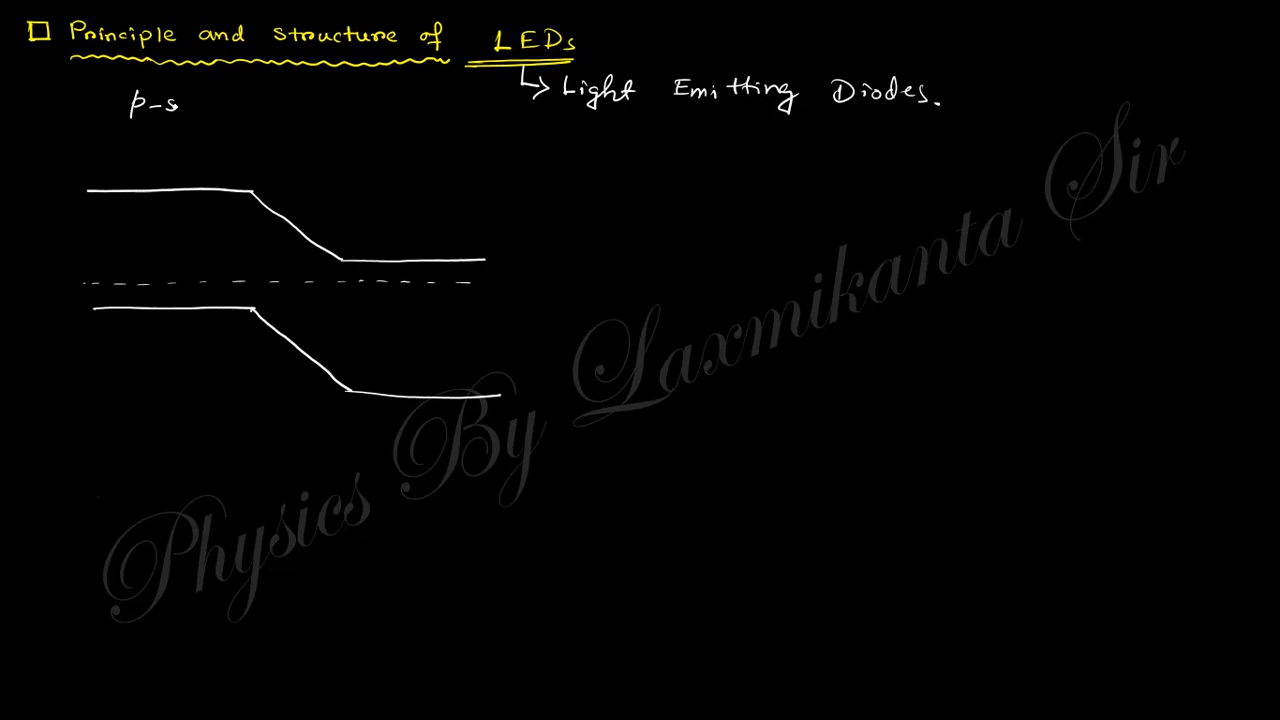 Principle and structure of LEDs
Light Emitting Diodes.
p-s
Physics By Laxmikanta Sir